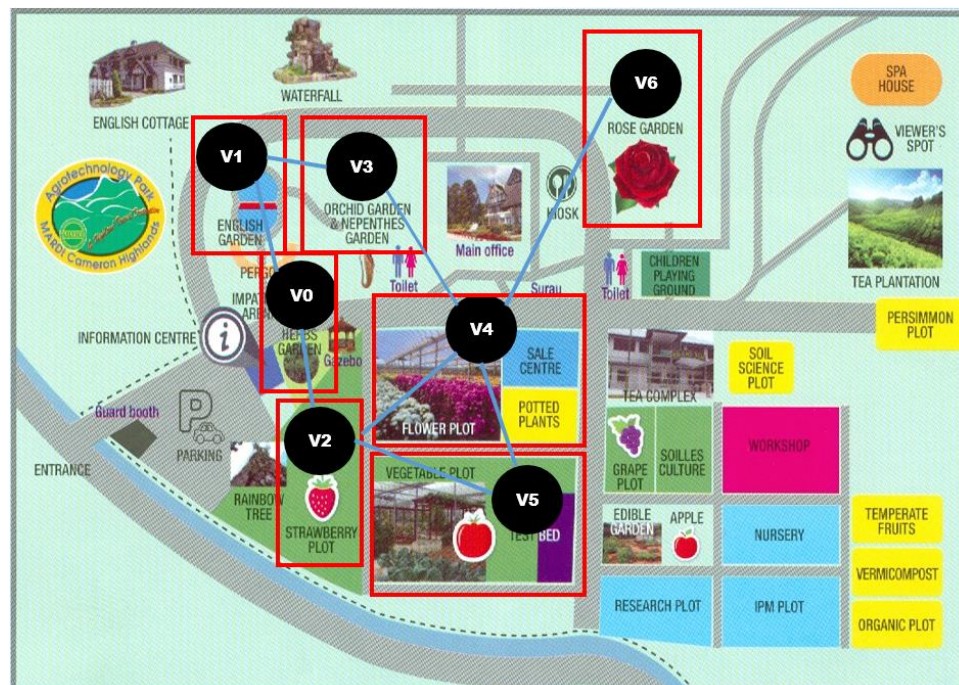 ENGLISH COTTAGE
WATERFALL
V6
ROSE GARDEN
SPA
HOUSE
VIEWER'S
SPOT
Agrotechnology Park
MARDI Cameron Highlands
V1
ENGLISH
GARDEN
V3
ORCHID GARDEN
& NEPENTHES
GARDEN
Main office
KIOSK
TEA PLANTATION
Toilet
Surau
Toilet
CHILDREN
PLAYING
GROUND
V0
HERBS
GARDEN
Gazebo
INFORMATION CENTRE
i
V4
SALE
CENTRE
POTTED
PLANTS
FLOWER PLOT
TEA COMPLEX
SOIL
SCIENCE
PLOT
PERSIMMON
PLOT
Guard booth
P
PARKING
ENTRANCE
RAINBOW
TREE
V2
STRAWBERRY
PLOT
VEGETABLE PLOT
V5
TEST BED
GRAPE
PLOT
SOILLES
CULTURE
WORKSHOP
EDIBLE
GARDEN
APPLE
NURSERY
TEMPERATE
FRUITS
VERMICOMPOST
ORGANIC PLOT
RESEARCH PLOT
IPM PLOT